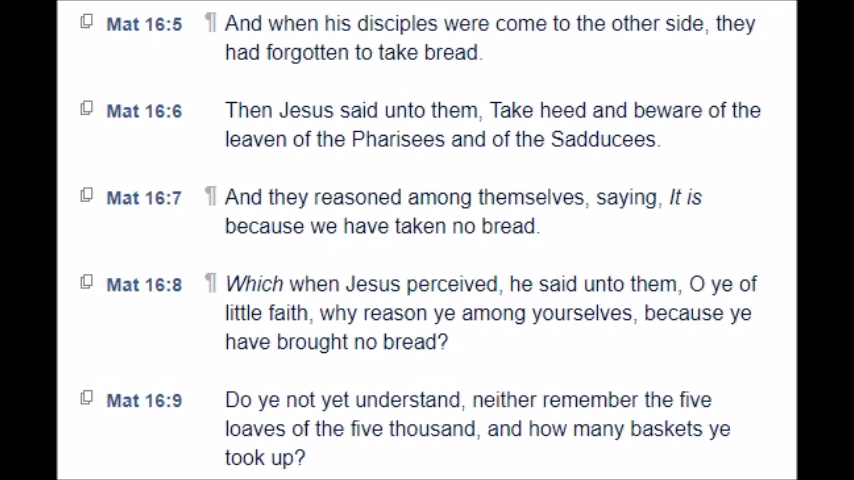 Mat 16:5 ¶ And when his disciples were come to the other side, they
had forgotten to take bread.
Mat 16:6 Then Jesus said unto them, Take heed and beware of the
leaven of the Pharisees and of the Sadducees.
Mat 16:7 ¶ And they reasoned among themselves, saying, It is
because we have taken no bread.
Mat 16:8 ¶ Which when Jesus perceived, he said unto them, O ye of
little faith, why reason ye among yourselves, because ye
have brought no bread?
Mat 16:9 Do ye not yet understand, neither remember the five
loaves of the five thousand, and how many baskets ye
took up?